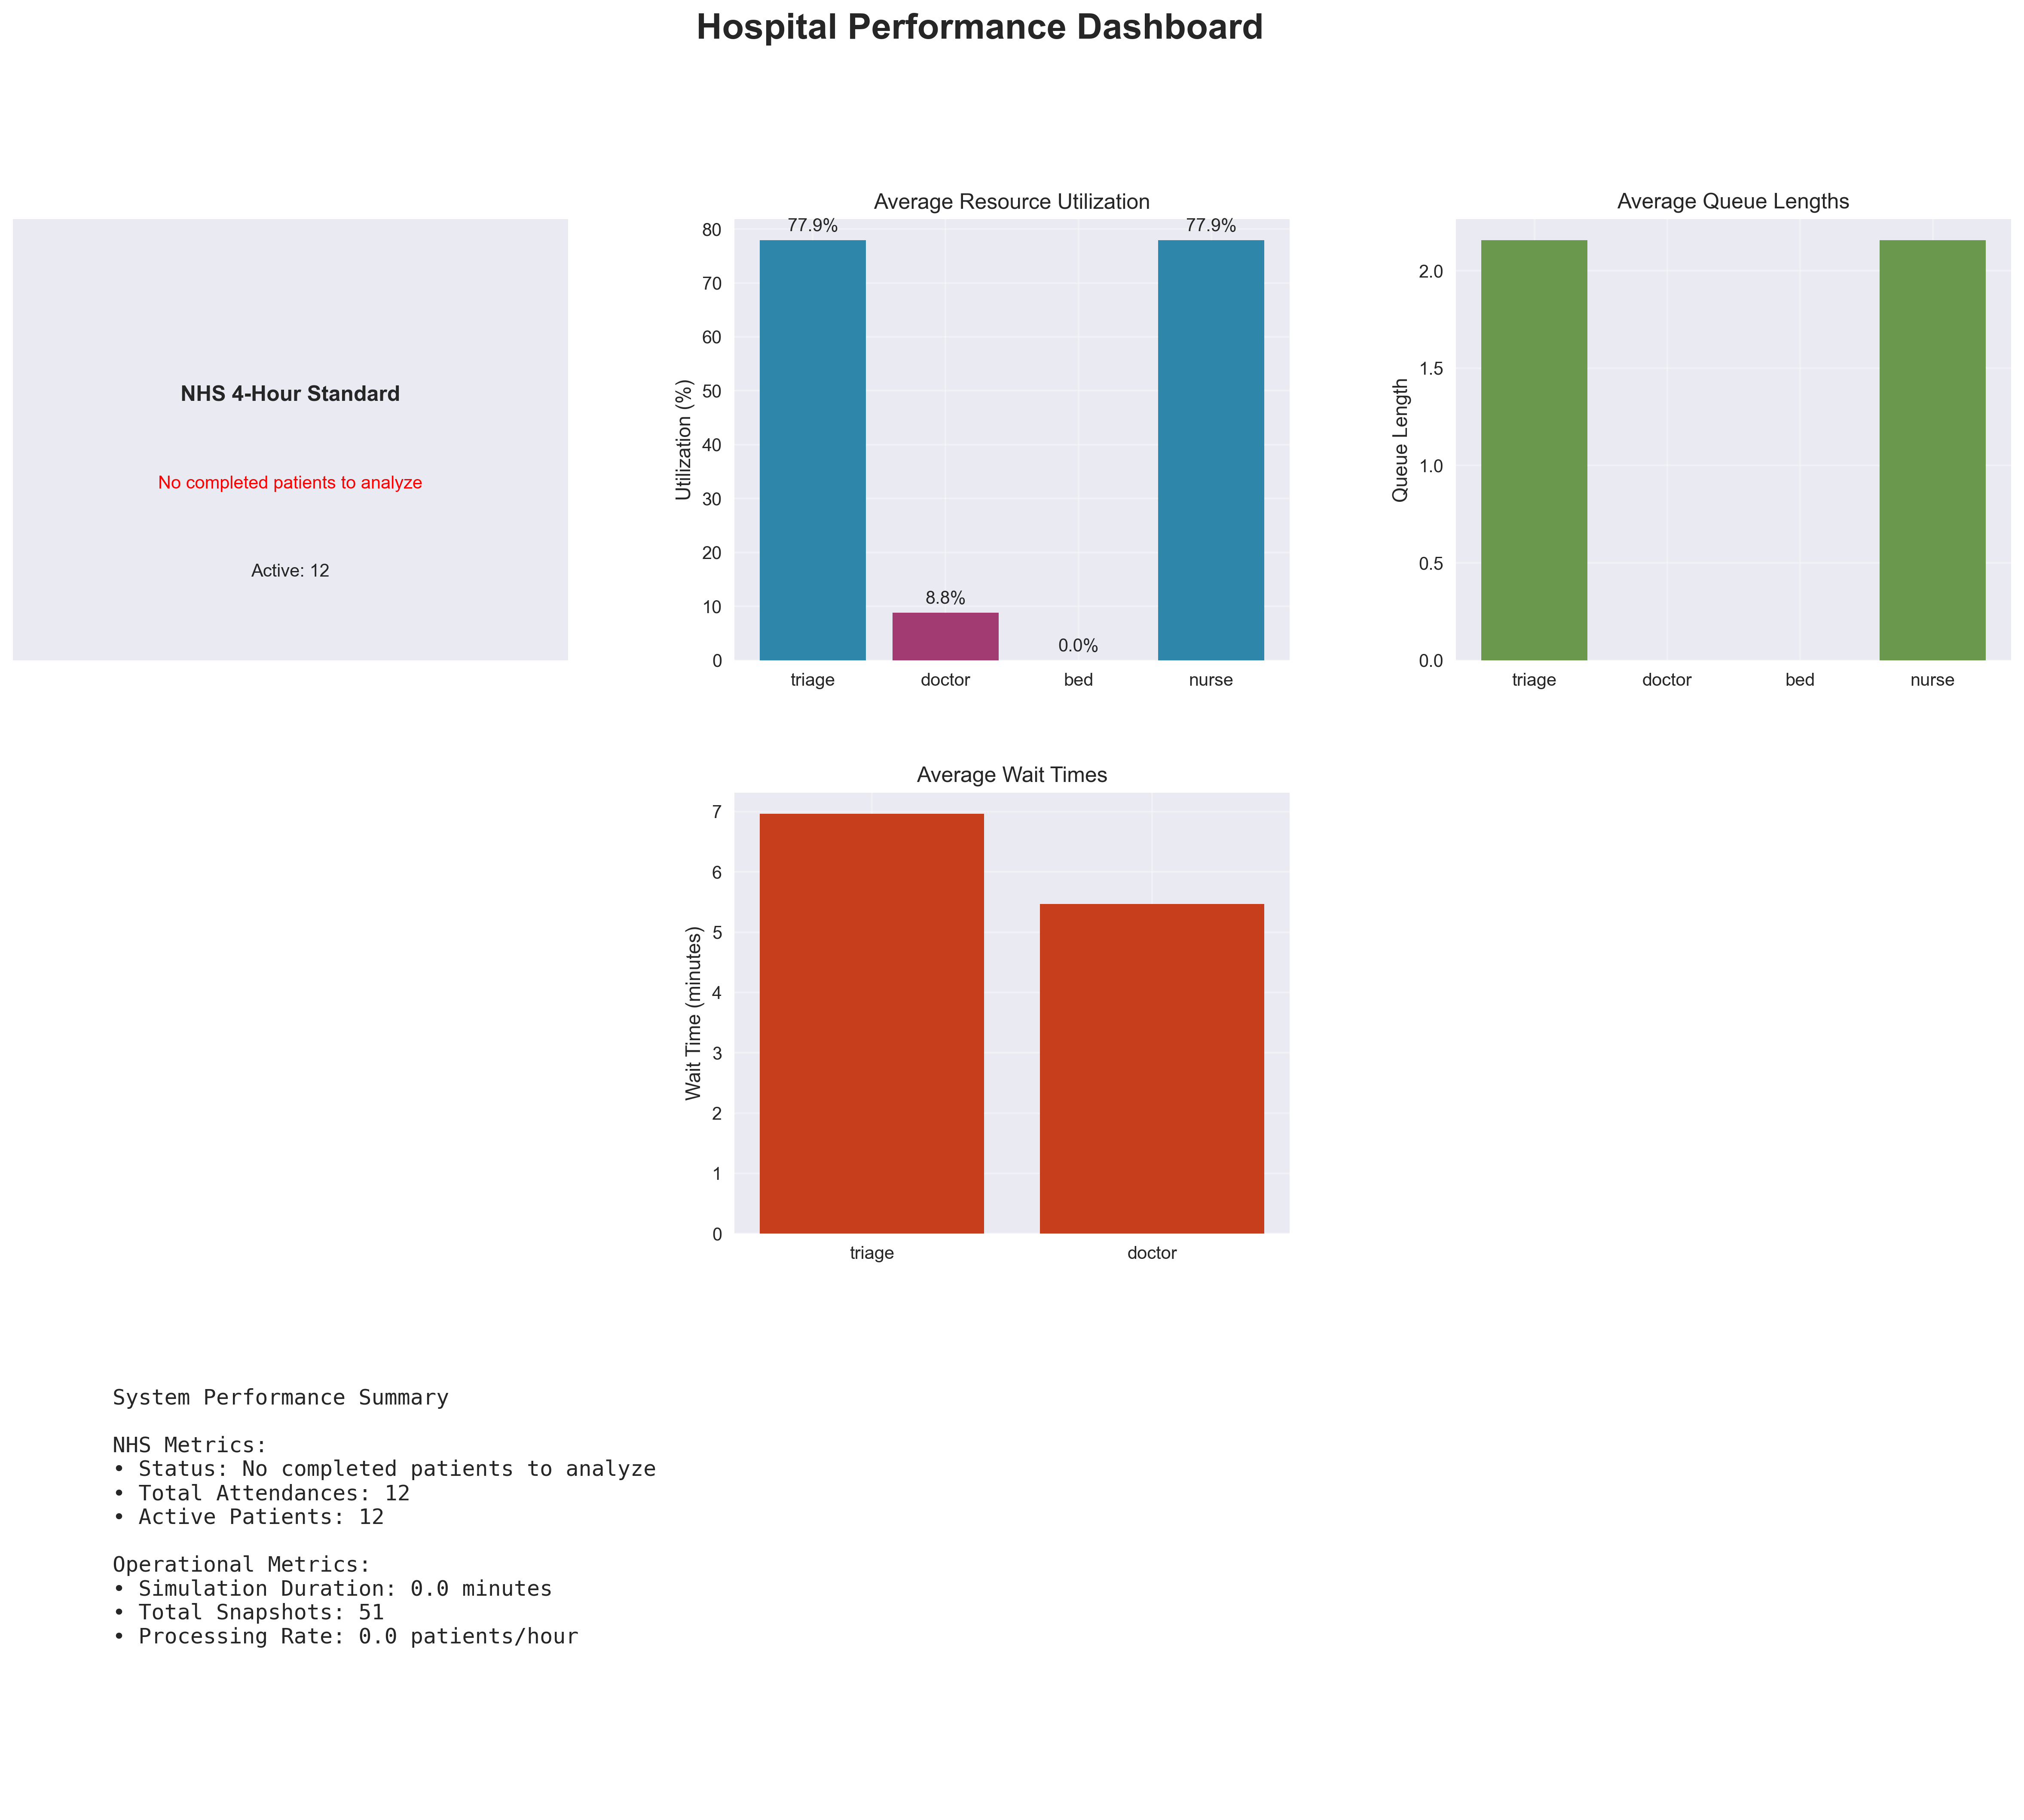 Hospital Performance Dashboard
NHS 4-Hour Standard
No completed patients to analyze
Active: 12
Average Resource Utilization
Utilization (%)
80
70
60
50
40
30
20
10
0
77.9%
8.8%
0.0%
77.9%
triage
doctor
bed
nurse
Average Queue Lengths
Queue Length
2.0
1.5
1.0
0.5
0.0
triage
doctor
bed
nurse
Average Wait Times
Wait Time (minutes)
7
6
5
4
3
2
1
0
triage
doctor
System Performance Summary
NHS Metrics:
• Status: No completed patients to analyze
• Total Attendances: 12
• Active Patients: 12
Operational Metrics:
• Simulation Duration: 0.0 minutes
• Total Snapshots: 51
• Processing Rate: 0.0 patients/hour